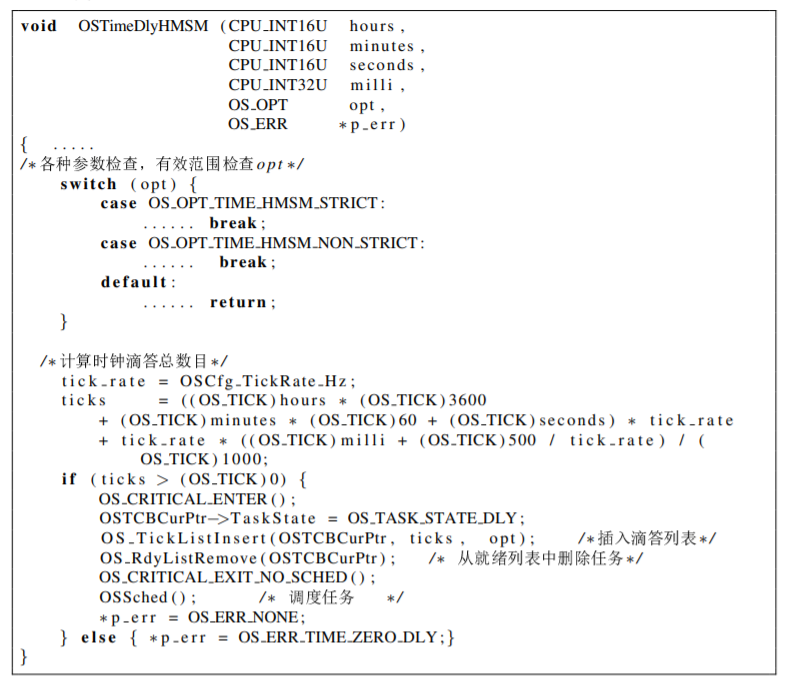 void OSTimeDlyHMSM (CPU_INT16U hours,
CPU_INT16U minutes,
CPU_INT16U seconds,
CPU_INT32U milli,
OS_OPT opt,
OS_ERR *p_err)
{ .....
/*各种参数检查，有效范围检查opt*/
switch (opt) {
case OS_OPT_TIME_HMSM_STRICT:
...... break;
case OS_OPT_TIME_HMSM_NON_STRICT:
...... break;
default:
...... return;
}
/*计算时钟滴答总数目*/
tick_rate = OSCfg_TickRate_Hz;
ticks = ((OS_TICK)hours * (OS_TICK)3600
+ (OS_TICK)minutes * (OS_TICK)60 + (OS_TICK)seconds) * tick_rate
+ tick_rate * ((OS_TICK)milli + (OS_TICK)500 / tick_rate) / (
OS_TICK)1000;
if (ticks > (OS_TICK)0) {
OS_CRITICAL_ENTER();
OSTCBCurPtr->TaskState = OS_TASK_STATE_DLY;
OS_TickListInsert(OSTCBCurPtr, ticks, opt); /*插入滴答列表*/
OS_RdyListRemove(OSTCBCurPtr); /* 从就绪列表中删除任务*/
OS_CRITICAL_EXIT_NO_SCHED();
OSSched(); /* 调度任务 */
*p_err = OS_ERR_NONE;
} else { *p_err = OS_ERR_TIME_ZERO_DLY;}
}